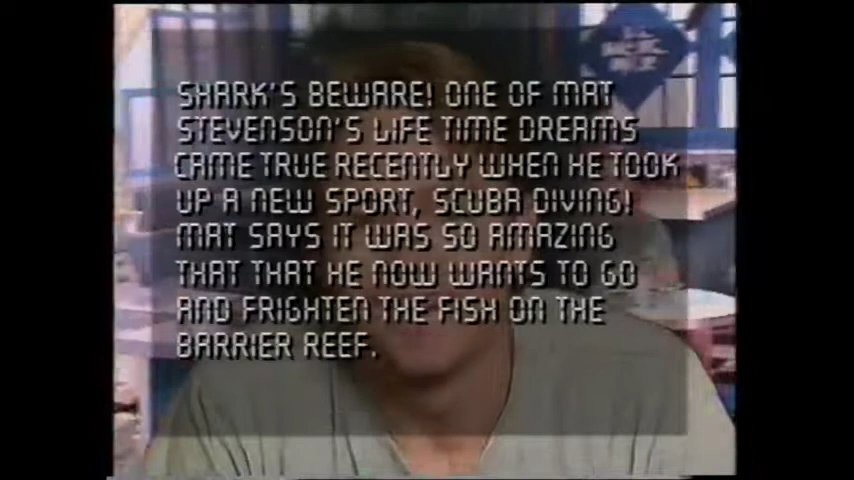 SHARK'S BEWARE! ONE OF MAT
STEVENSON'S LIFE TIME DREAMS
CAME TRUE RECENTLY WHEN HE TOOK
UP A NEW SPORT, SCUBA DIVING!
MAT SAYS IT WAS SO AMAZING
THAT THAT HE NOW WANTS TO GO
AND FRIGHTEN THE FISH ON THE
BARRIER REEF.